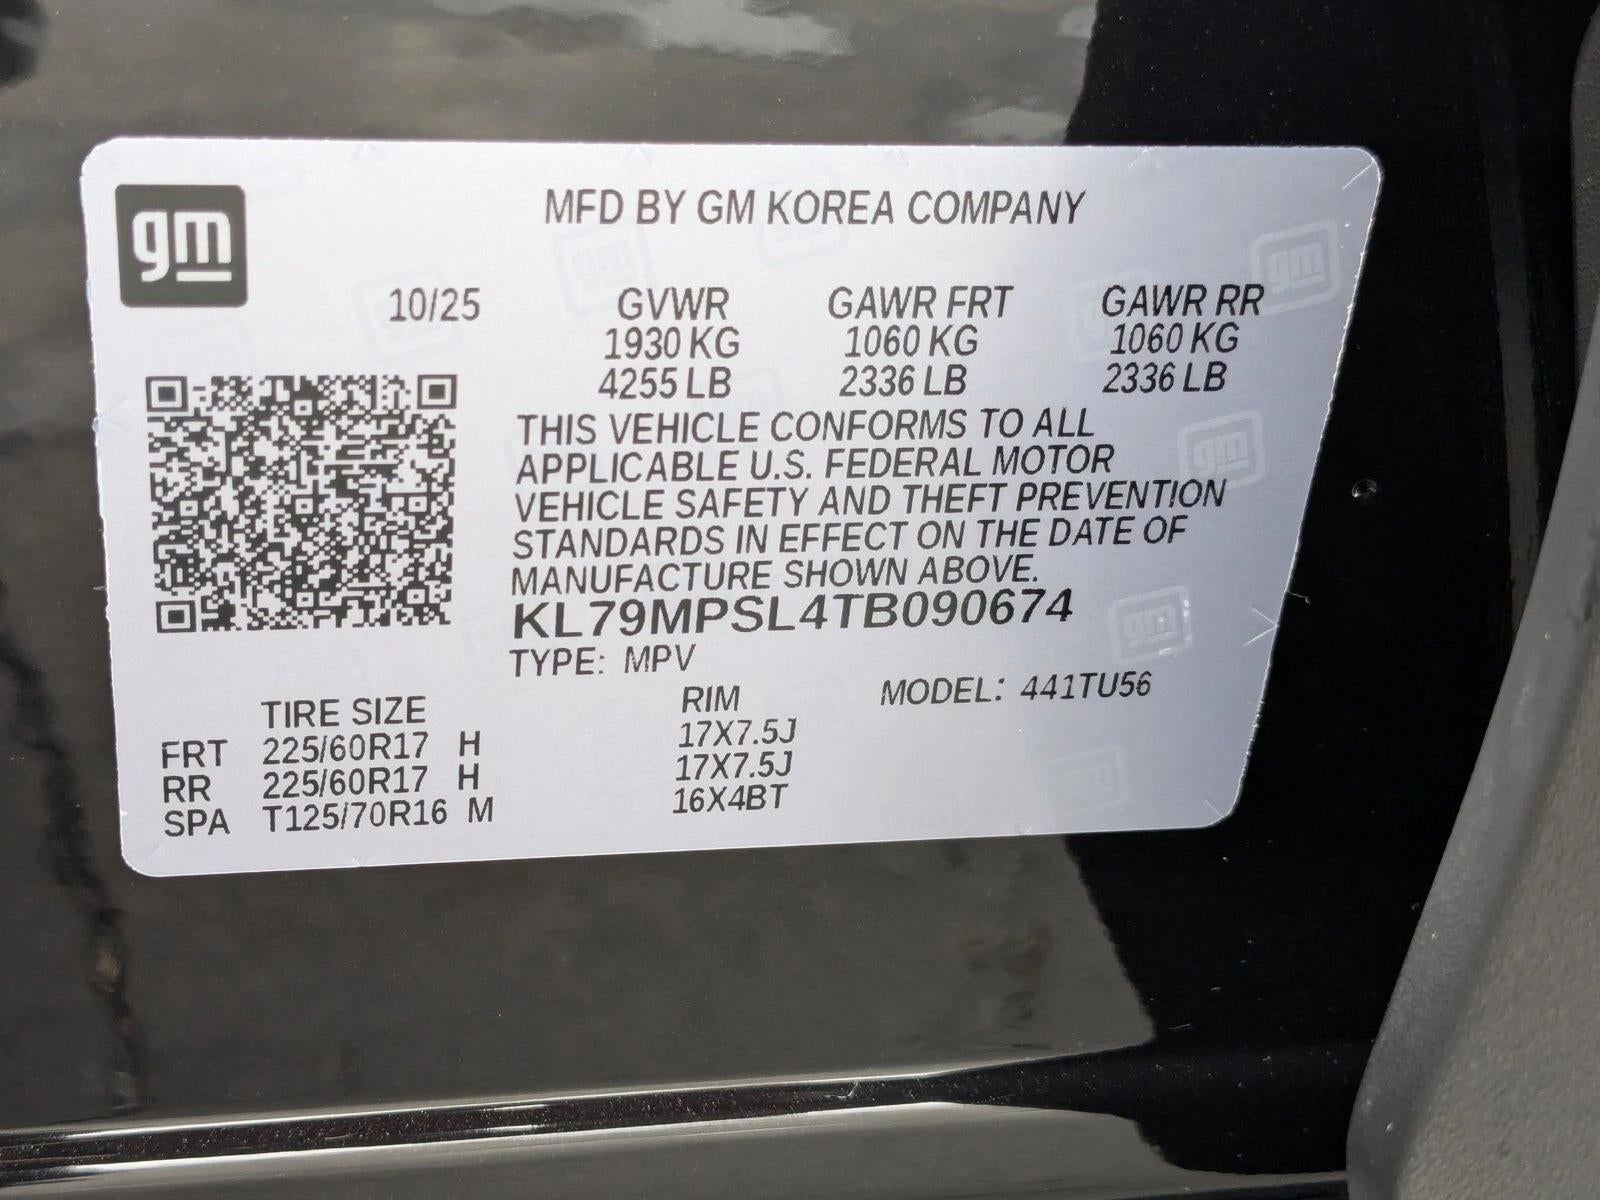 gm
MFD BY GM KOREA COMPANY
10/25 GVWR GAWR FRT GAWR RR
1930 KG 1060 KG 1060 KG
4255 LB 2336 LB 2336 LB
THIS VEHICLE CONFORMS TO ALL
APPLICABLE U.S. FEDERAL MOTOR
VEHICLE SAFETY AND THEFT PREVENTION
STANDARDS IN EFFECT ON THE DATE OF
MANUFACTURE SHOWN ABOVE.
KL79MPSL4TB090674
TYPE: MPV
TIRE SIZE RIM MODEL: 441TU56
FRT 225/60R17 H 17X7.5J
RR 225/60R17 H 17X7.5J
SPA T125/70R16 M 16X4BT